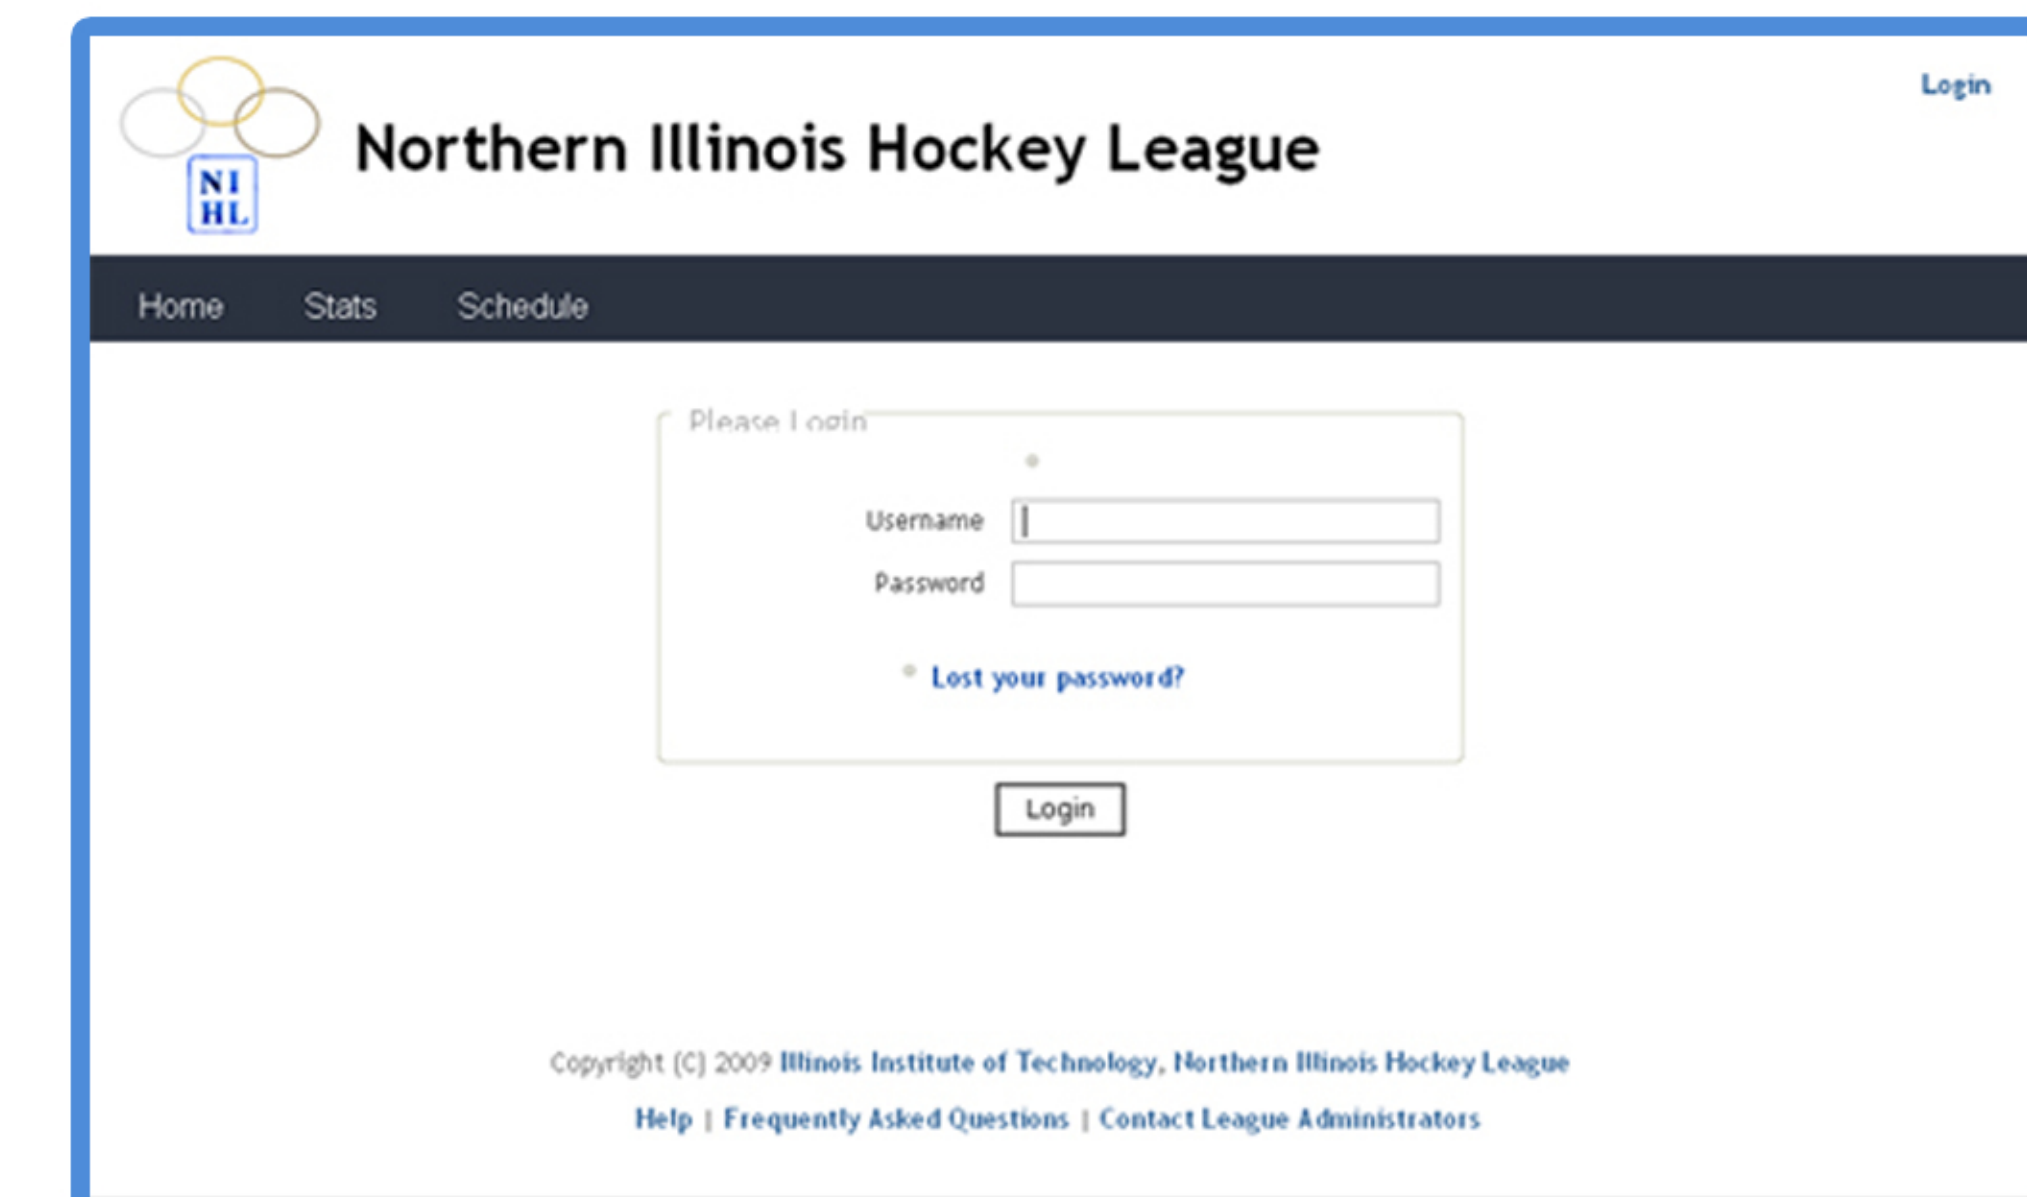 Login
NI
HL
Northern Illinois Hockey League
Home Stats Schedule
Please Login
Username
Password
Lost your password?
Login
Copyright (C) 2009 Illinois Institute of Technology, Northern Illinois Hockey League
Help | Frequently Asked Questions | Contact League Administrators